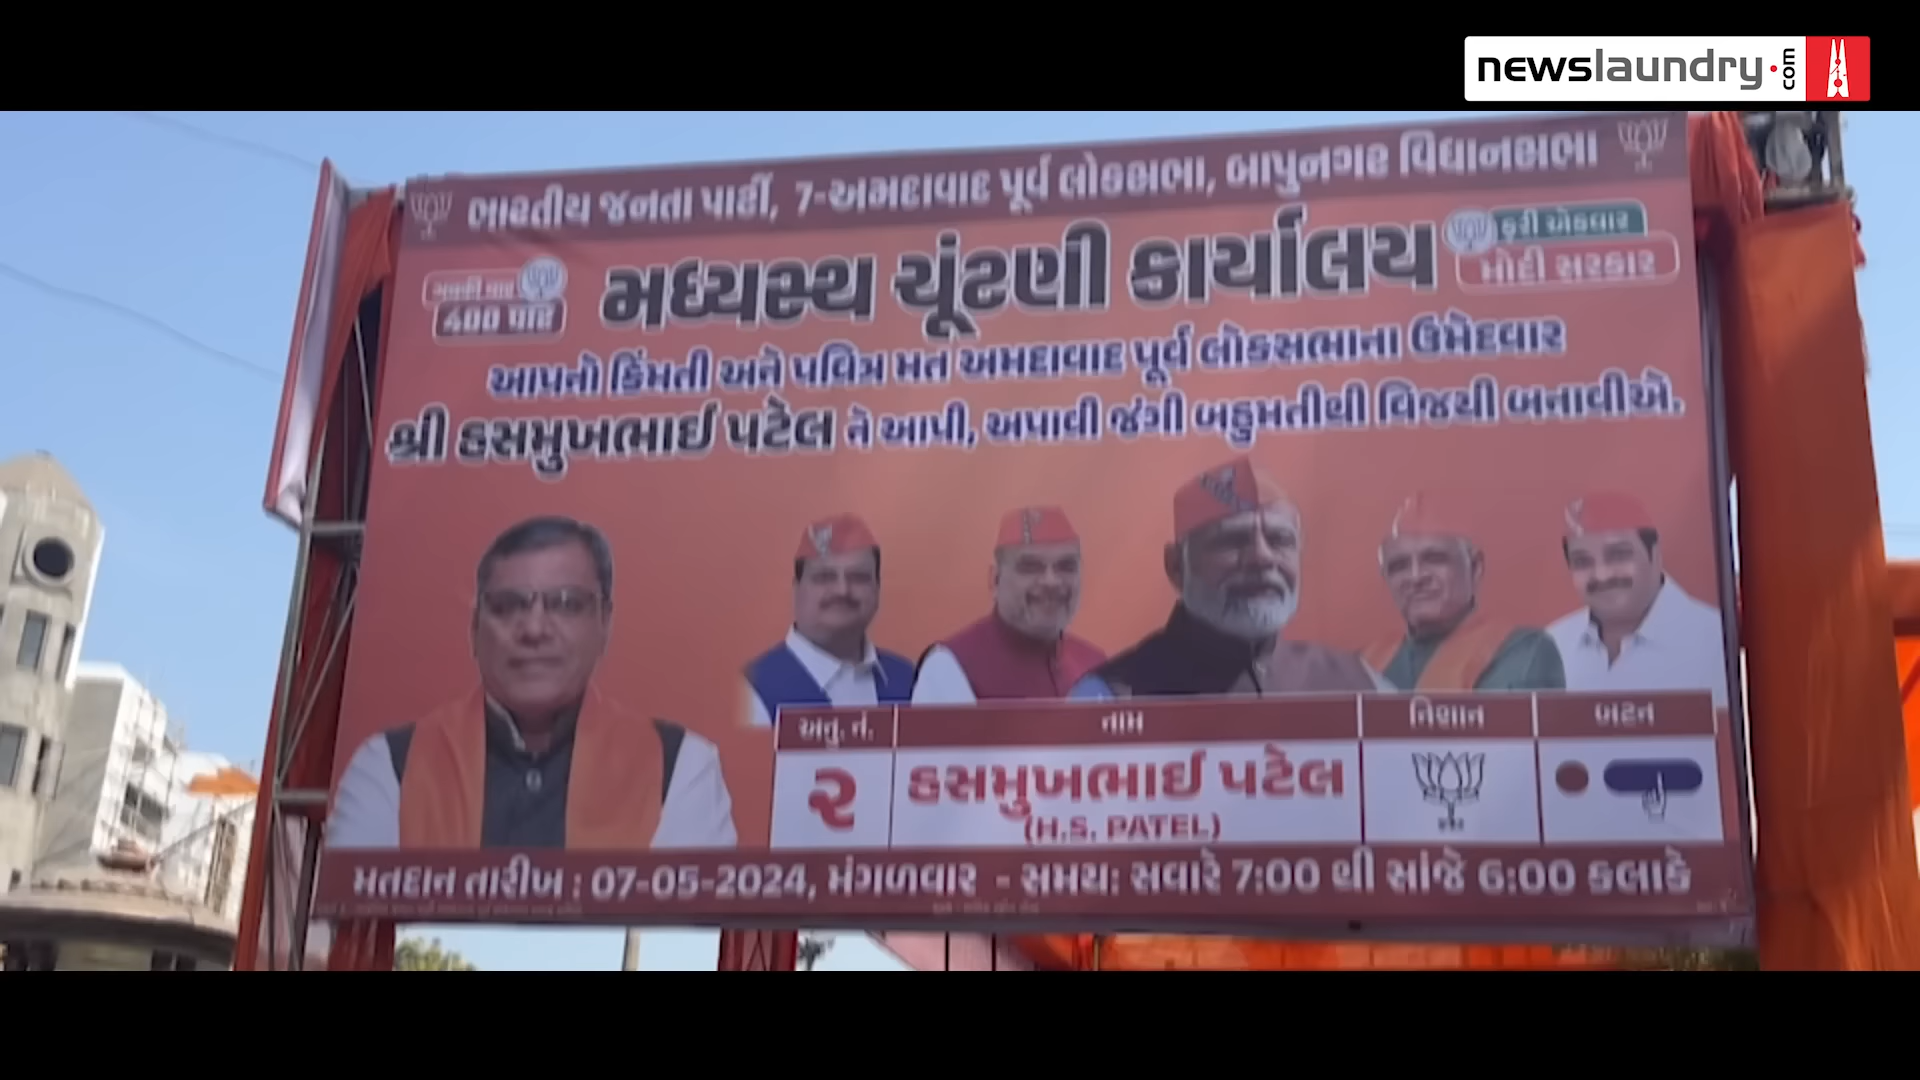 newslaundry.com
ભારતીય જનતા પાર્ટી, 7-અમદાવાદ પૂર્વ લોકસભા, બાપુનગર વિધાનસભા
મધ્યસ્થ ચૂંટણી કાર્યાલય
ફરી એકવાર
મોદી સરકાર
અબકી બાર
400 પાર
આપનો કિંમતી અને પવિત્ર મત અમદાવાદ પૂર્વ લોકસભાના ઉમેદવાર
શ્રી હસમુખભાઈ પટેલ ને આપી, અપાવી જંગી બહુમતીથી વિજયી બનાવીએ.
અનુ. નં. નામ નિશાન બટન
૨ હસમુખભાઈ પટેલ
(H.S. PATEL)
મતદાન તારીખ : 07-05-2024, મંગળવાર - સમય: સવારે 7:00 થી સાંજે 6:00 કલાકે